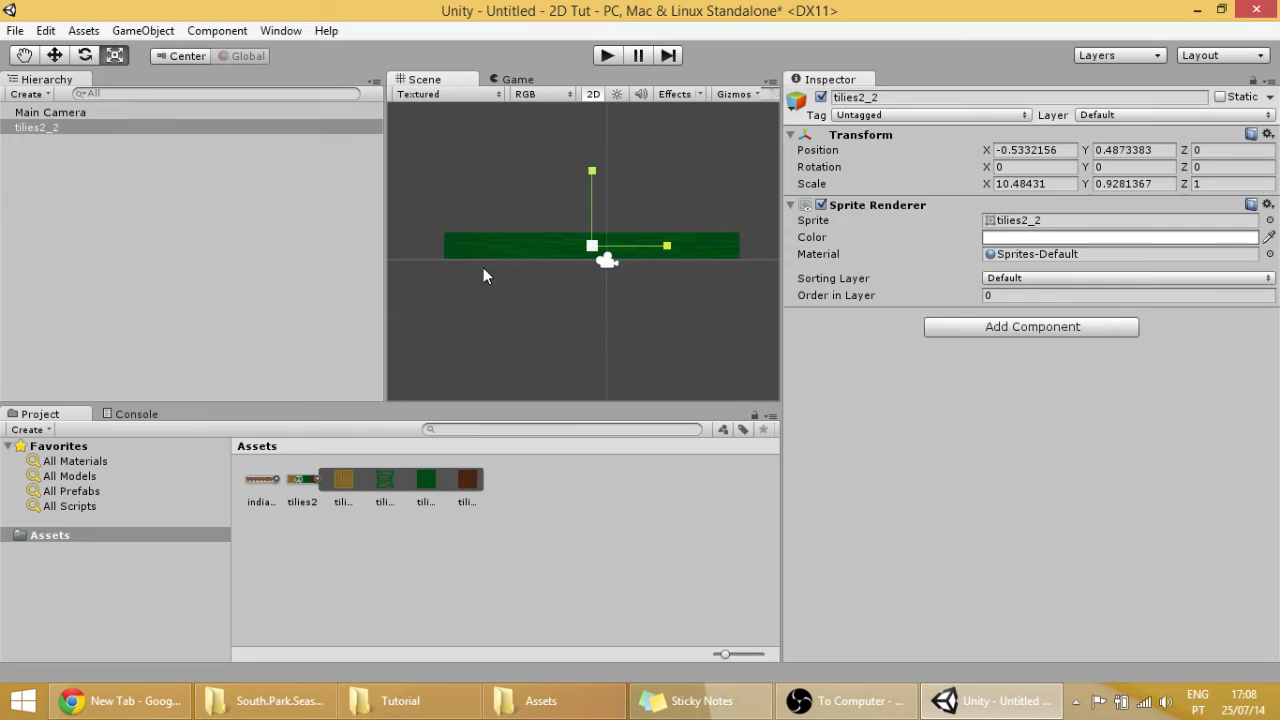 Unity - Untitled - 2D Tut - PC, Mac & Linux Standalone* <DX11>
File Edit Assets GameObject Component Window Help
Center Global Layers Layout
Hierarchy Scene Game Inspector
Create All Textured RGB 2D Effects Gizmos tilies2_2 Static
Main Camera Tag Untagged Layer Default
tilies2_2 Transform
Position X -0.5332156 Y 0.4873383 Z 0
Rotation X 0 Y 0 Z 0
Scale X 10.48431 Y 0.9281367 Z 1
Sprite Renderer
Sprite tilies2_2
Color
Material Sprites-Default
Sorting Layer Default
Order in Layer 0
Add Component
Project Console
Create
Favorites Assets
All Materials
All Models
All Prefabs
All Scripts
india... tilies2 tili... tili... tili... tili...
Assets
New Tab - Goog... South.Park.Seas... Tutorial Assets Sticky Notes To Computer - ... Unity - Untitled ... ENG 17:08
PT 25/07/14